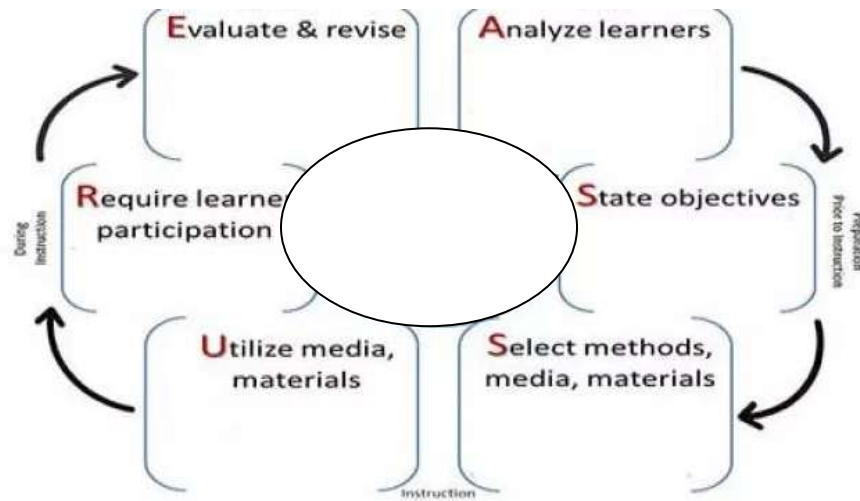 Evaluate & revise
Analyze learners
Require learne
participation
State objectives
During
Instruction
Prior to Instruction
Utilize media,
materials
Select methods,
media, materials
Instruction